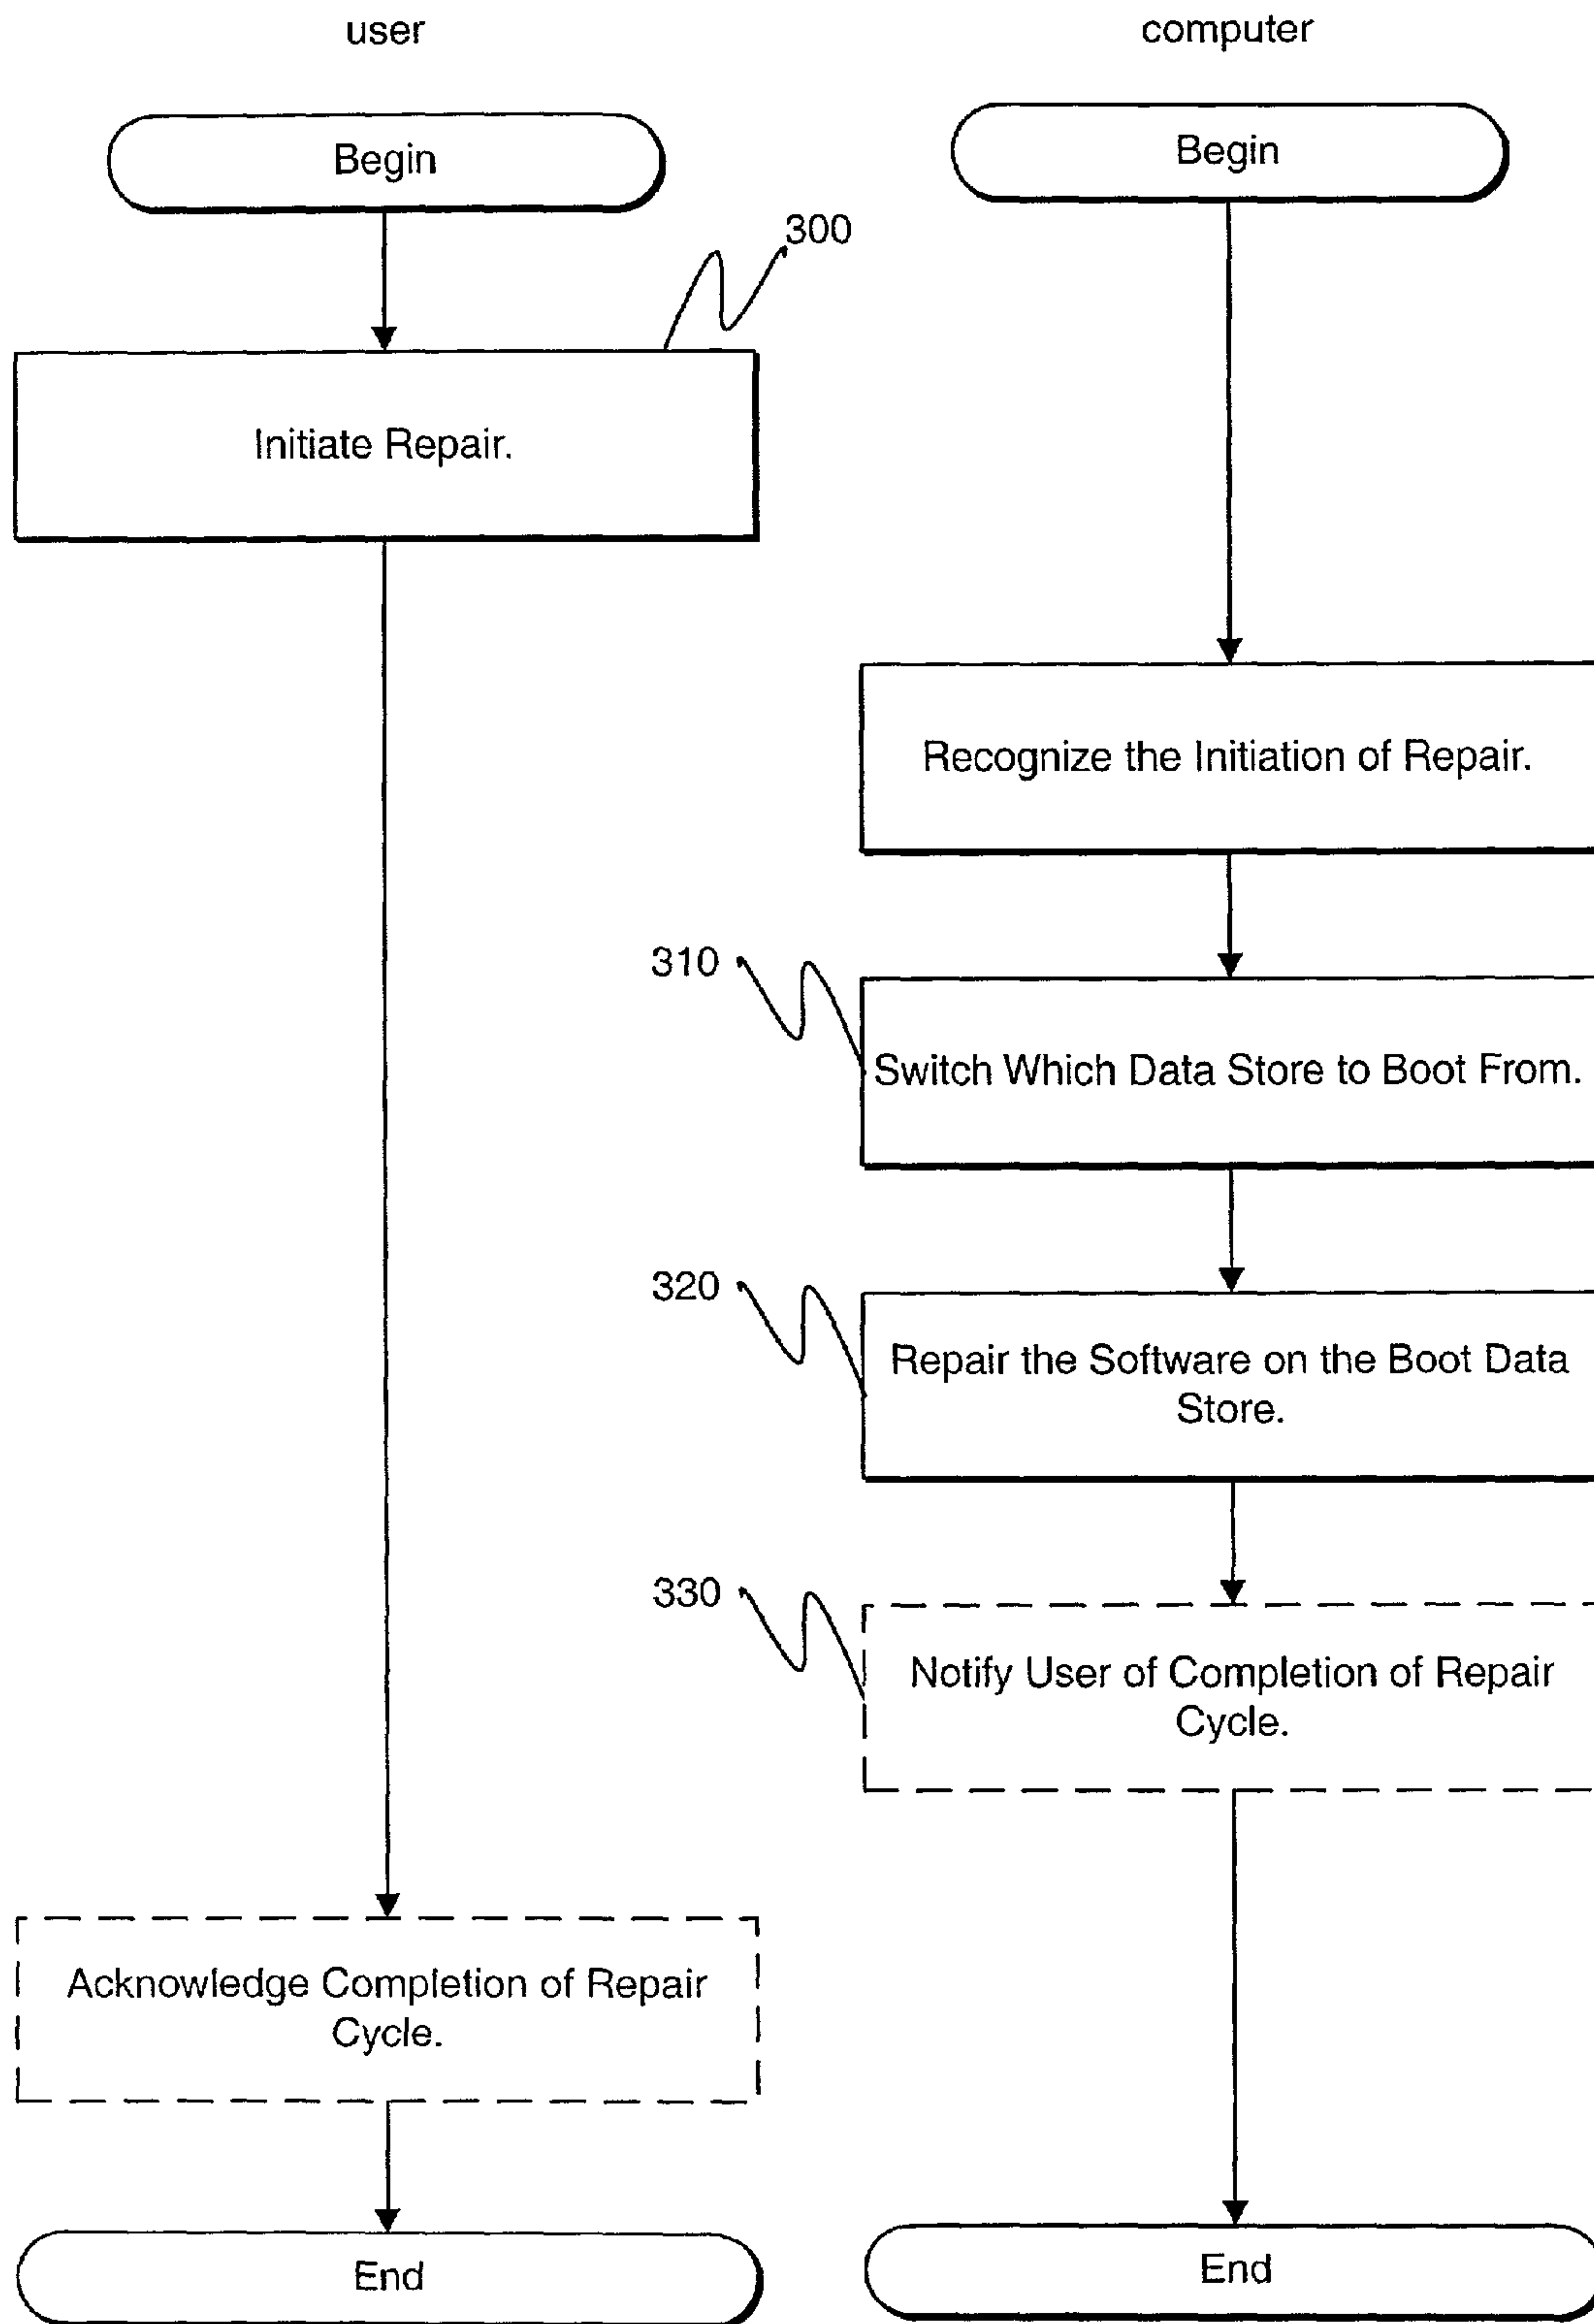 user
computer
Begin
Begin
300
Initiate Repair.
Recognize the Initiation of Repair.
310
Switch Which Data Store to Boot From.
320
Repair the Software on the Boot Data
Store.
330
Notify User of Completion of Repair
Cycle.
Acknowledge Completion of Repair
Cycle.
End
End